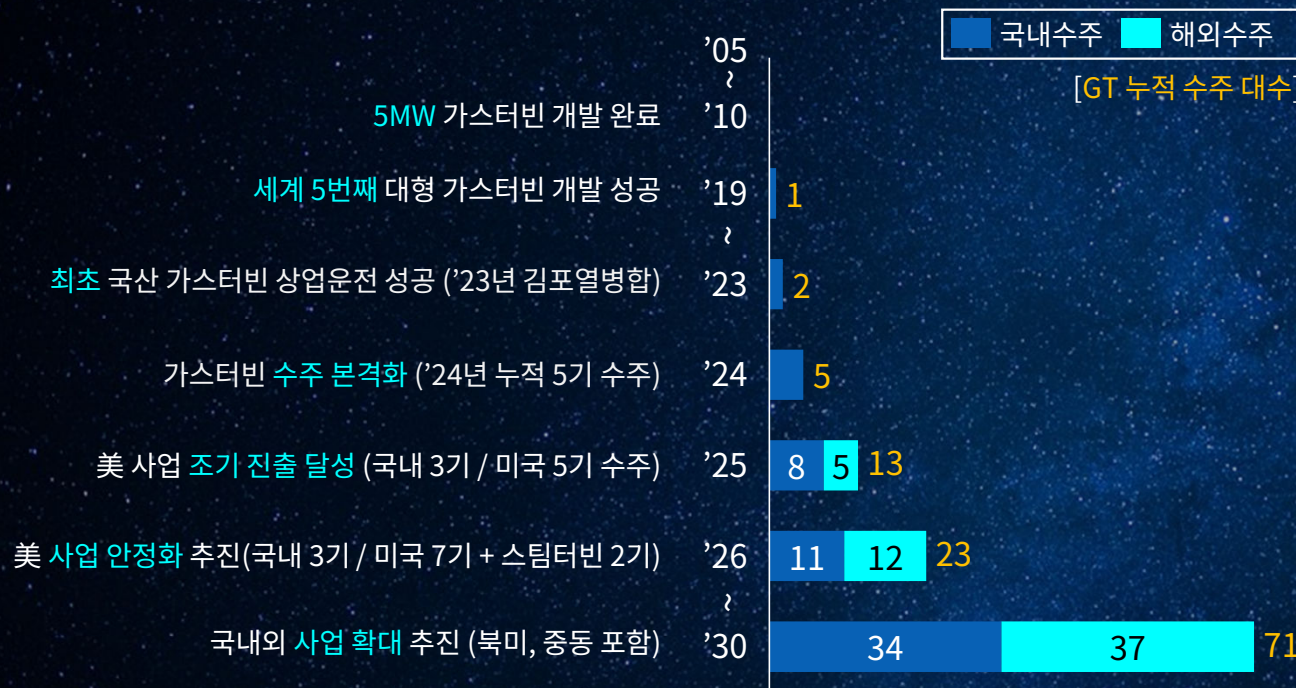 국내수주 해외수주
[GT 누적 수주 대수]
’05
~
5MW 가스터빈 개발 완료 ’10
세계 5번째 대형 가스터빈 개발 성공 ’19 1
~
최초 국산 가스터빈 상업운전 성공 (’23년 김포열병합) ’23 2
가스터빈 수주 본격화 (’24년 누적 5기 수주) ’24 5
美 사업 조기 진출 달성 (국내 3기 / 미국 5기 수주) ’25 8 5 13
美 사업 안정화 추진(국내 3기 / 미국 7기 + 스팀터빈 2기) ’26 11 12 23
~
국내외 사업 확대 추진 (북미, 중동 포함) ’30 34 37 71